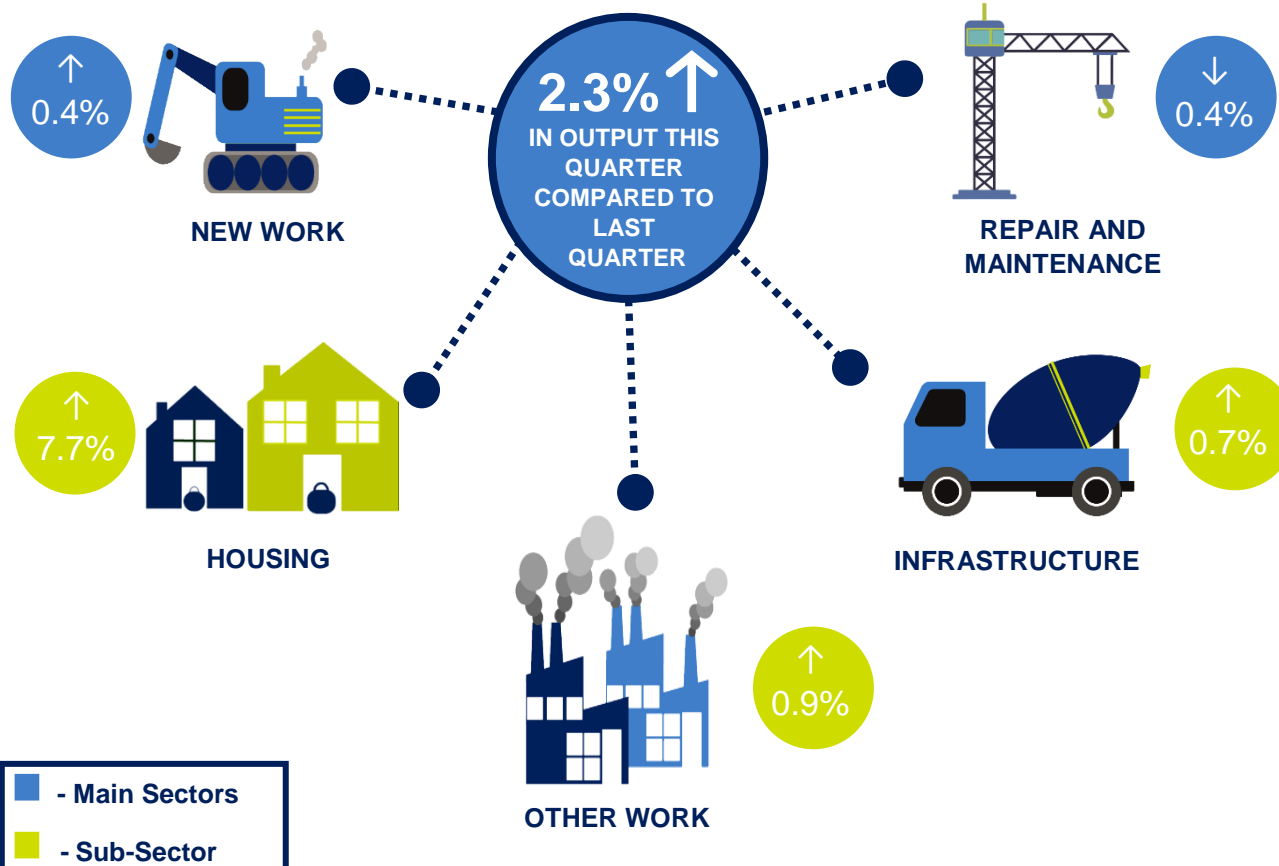 ↑
0.4%
NEW WORK
2.3% ↑
IN OUTPUT THIS
QUARTER
COMPARED TO
LAST
QUARTER
↓
0.4%
REPAIR AND
MAINTENANCE
↑
7.7%
HOUSING
↑
0.7%
INFRASTRUCTURE
↑
0.9%
OTHER WORK
- Main Sectors
- Sub-Sector